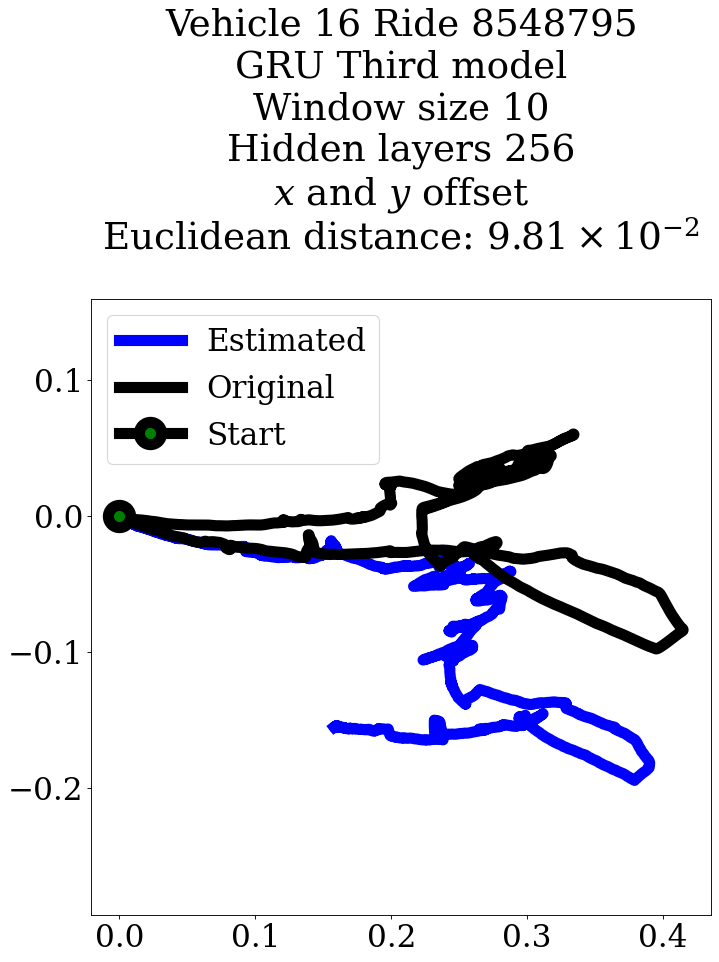 Vehicle 16 Ride 8548795
GRU Third model
Window size 10
Hidden layers 256
x and y offset
Euclidean distance: 9.81 × 10⁻²
Estimated
Original
Start
0.1
0.0
−0.1
−0.2
0.0 0.1 0.2 0.3 0.4